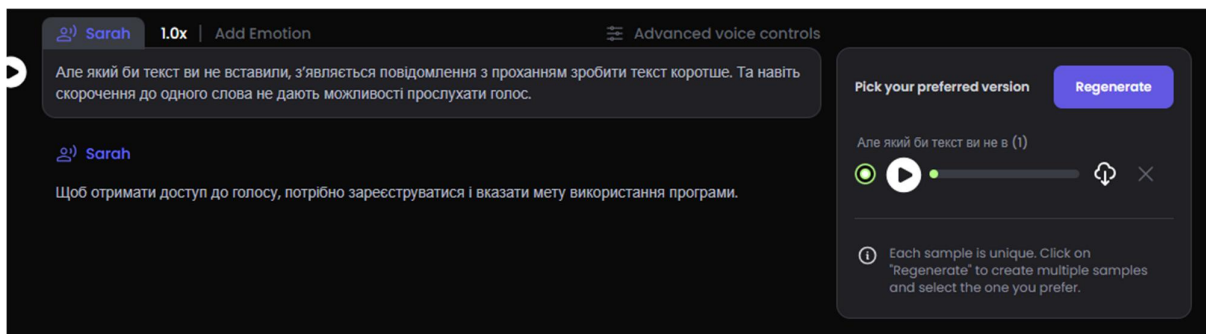 Sarah 1.0x | Add Emotion Advanced voice controls
Але який би текст ви не вставили, з’являється повідомлення з проханням зробити текст коротше. Та навіть
скорочення до одного слова не дають можливості прослухати голос.
Sarah
Щоб отримати доступ до голосу, потрібно зареєструватися і вказати мету використання програми.
Pick your preferred version Regenerate
Але який би текст ви не в (1)
Each sample is unique. Click on
"Regenerate" to create multiple samples
and select the one you prefer.